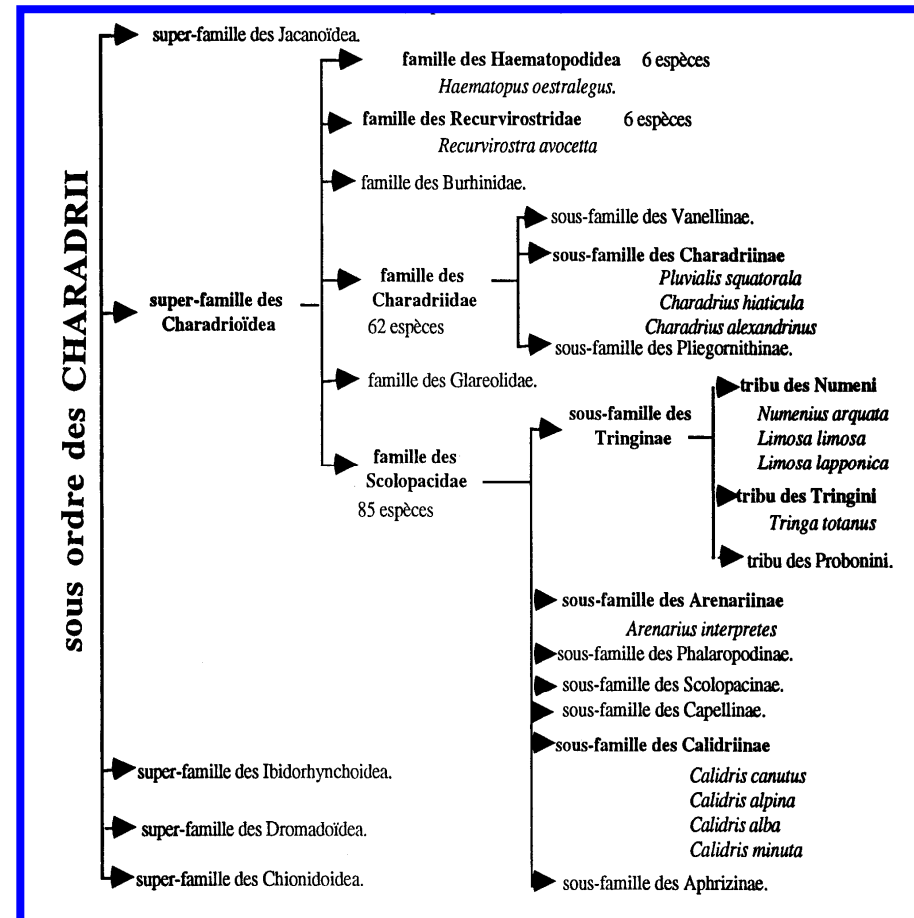 sous ordre des CHARADRII
super-famille des Jacanoïdea.
super-famille des
Charadrioïdea
famille des Haematopodidea 6 espèces
Haematopus oestralegus.
famille des Recurvirostridae 6 espèces
Recurvirostra avocetta
famille des Burhinidae.
famille des
Charadriidae
62 espèces
sous-famille des Vanellinae.
sous-famille des Charadriinae
Pluvialis squatorala
Charadrius hiaticula
Charadrius alexandrinus
sous-famille des Pliegornithinae.
famille des Glareolidae.
famille des
Scolopacidae
85 espèces
sous-famille des
Tringinae
tribu des Numeni
Numenius arquata
Limosa limosa
Limosa lapponica
tribu des Tringini
Tringa totanus
tribu des Probonini.
sous-famille des Arenariinae
Arenarius interpretes
sous-famille des Phalaropodinae.
sous-famille des Scolopacinae.
sous-famille des Capellinae.
sous-famille des Calidriinae
Calidris canutus
Calidris alpina
Calidris alba
Calidris minuta
sous-famille des Aphrizinae.
super-famille des Ibidorhynchoidea.
super-famille des Dromadoïdea.
super-famille des Chionidoidea.